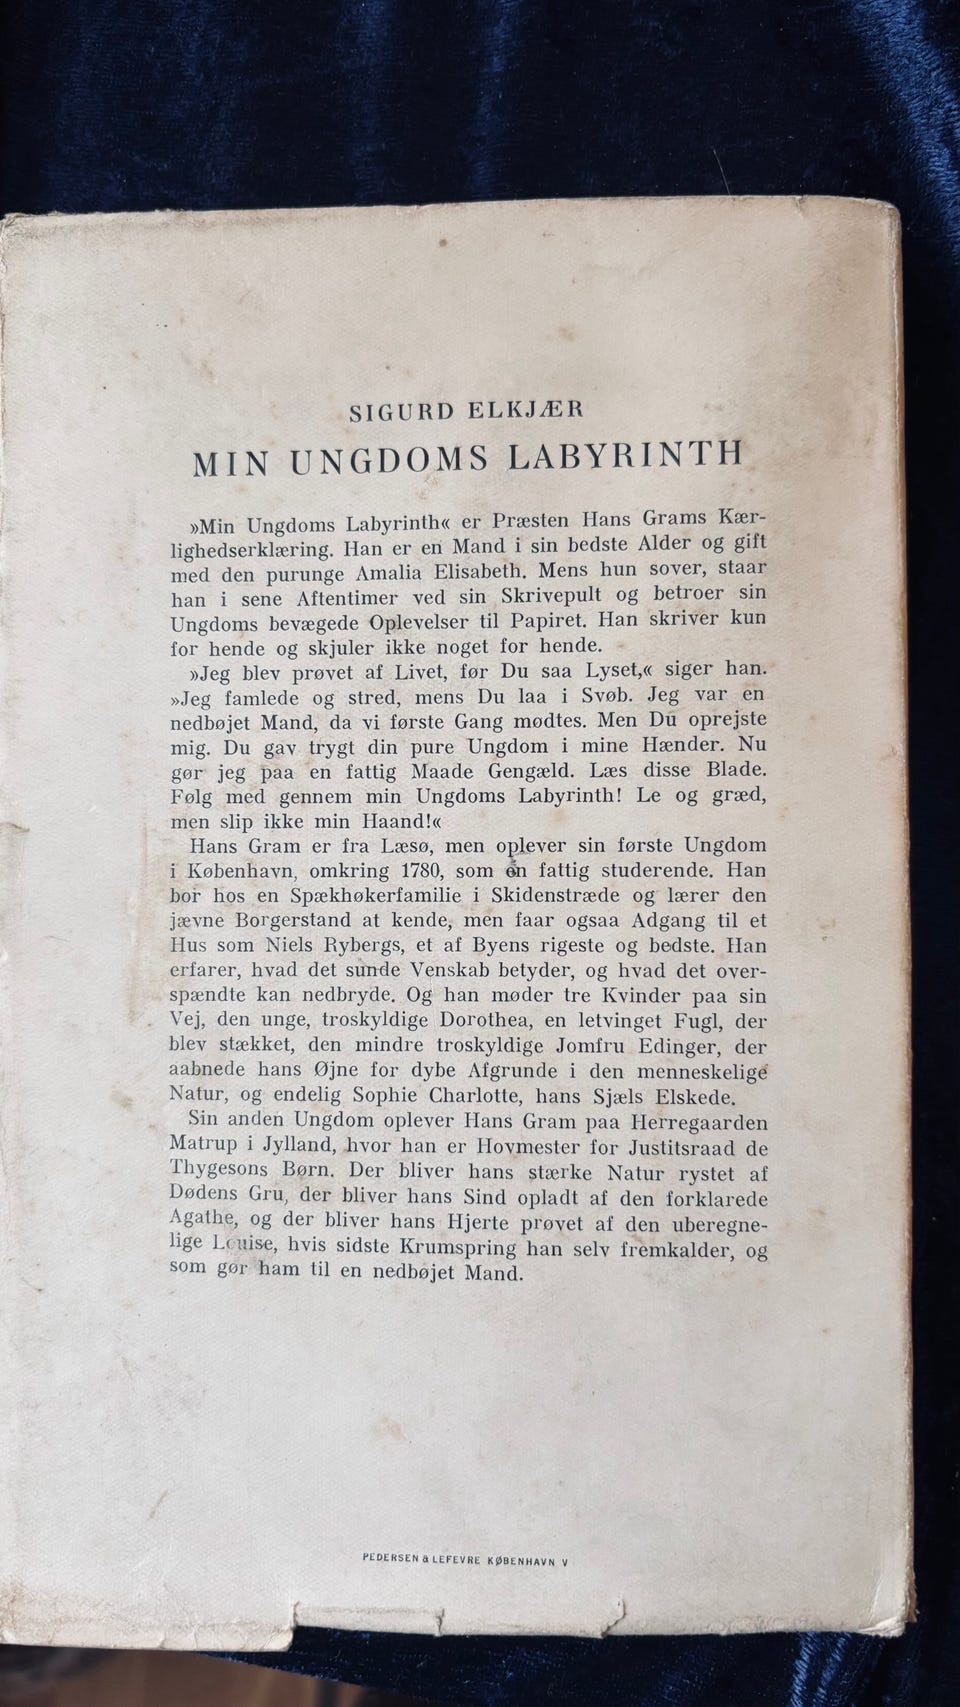 SIGURD ELKJÆR
MIN UNGDOMS LABYRINTH
»Min Ungdoms Labyrinth« er Præsten Hans Grams Kær-
lighedserklæring. Han er en Mand i sin bedste Alder og gift
med den purunge Amalia Elisabeth. Mens hun sover, staar
han i sene Aftentimer ved sin Skrivepult og betroer sin
Ungdoms bevægede Oplevelser til Papiret. Han skriver kun
for hende og skjuler ikke noget for hende.
»Jeg blev prøvet af Livet, før Du saa Lyset,« siger han.
»Jeg famlede og stred, mens Du laa i Svøb. Jeg var en
nedbøjet Mand, da vi første Gang mødtes. Men Du oprejste
mig. Du gav trygt din pure Ungdom i mine Hænder. Nu
gør jeg paa en fattig Maade Gengæld. Læs disse Blade.
Følg med gennem min Ungdoms Labyrinth! Le og græd,
men slip ikke min Haand!«
Hans Gram er fra Læsø, men oplever sin første Ungdom
i København, omkring 1780, som en fattig studerende. Han
bor hos en Spækhøkerfamilie i Skidenstræde og lærer den
jævne Borgerstand at kende, men faar ogsaa Adgang til et
Hus som Niels Rybergs, et af Byens rigeste og bedste. Han
erfarer, hvad det sunde Venskab betyder, og hvad det over-
spændte kan nedbryde. Og han møder tre Kvinder paa sin
Vej, den unge, troskyldige Dorothea, en letvinget Fugl, der
blev stækket, den mindre troskyldige Jomfru Edinger, der
aabnede hans Øjne for dybe Afgrunde i den menneskelige
Natur, og endelig Sophie Charlotte, hans Sjæls Elskede.
Sin anden Ungdom oplever Hans Gram paa Herregaarden
Matrup i Jylland, hvor han er Hovmester for Justitsraad de
Thygesons Børn. Der bliver hans stærke Natur rystet af
Dødens Gru, der bliver hans Sind opladt af den forklarede
Agathe, og der bliver hans Hjerte prøvet af den uberegne-
lige Louise, hvis sidste Krumspring han selv fremkalder, og
som gør ham til en nedbøjet Mand.
PEDERSEN & LEFEVRE KØBENHAVN V